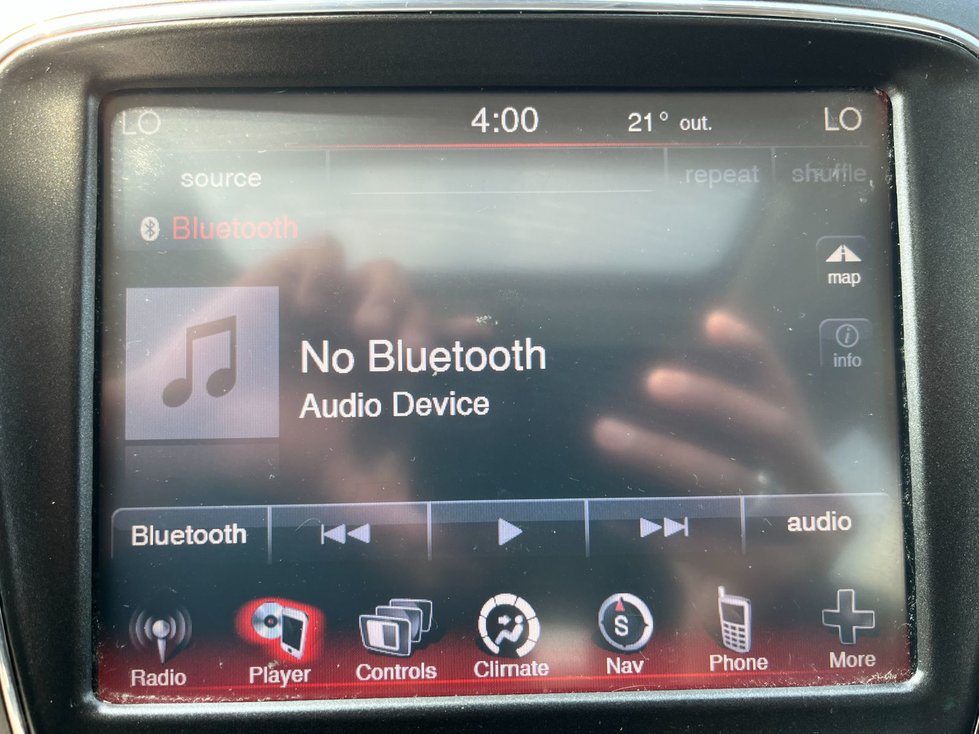 LO 4:00 21° out. LO
source repeat shuffle
Bluetooth
map
No Bluetooth
info
Audio Device
Bluetooth audio
S
Radio Player Controls Climate Nav Phone More